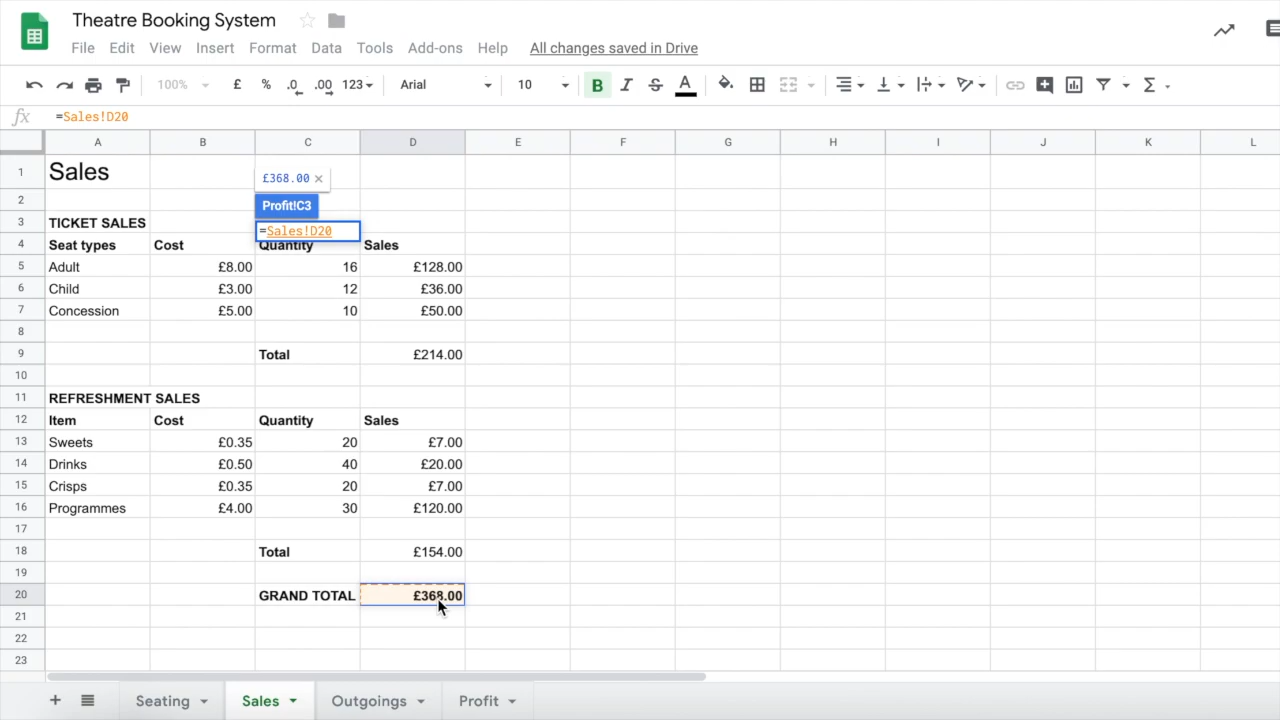 Theatre Booking System
File Edit View Insert Format Data Tools Add-ons Help All changes saved in Drive
100% £ % .0 .00 123 Arial 10 B I S A Σ
fx =Sales!D20
A B C D E F G H I J K L
1 Sales £368.00 ×
2 Profit!C3
3 TICKET SALES =Sales!D20
4 Seat types Cost Quantity Sales
5 Adult £8.00 16 £128.00
6 Child £3.00 12 £36.00
7 Concession £5.00 10 £50.00
8
9 Total £214.00
10
11 REFRESHMENT SALES
12 Item Cost Quantity Sales
13 Sweets £0.35 20 £7.00
14 Drinks £0.50 40 £20.00
15 Crisps £0.35 20 £7.00
16 Programmes £4.00 30 £120.00
17
18 Total £154.00
19
20 GRAND TOTAL £368.00
21
22
23
+ Seating Sales Outgoings Profit